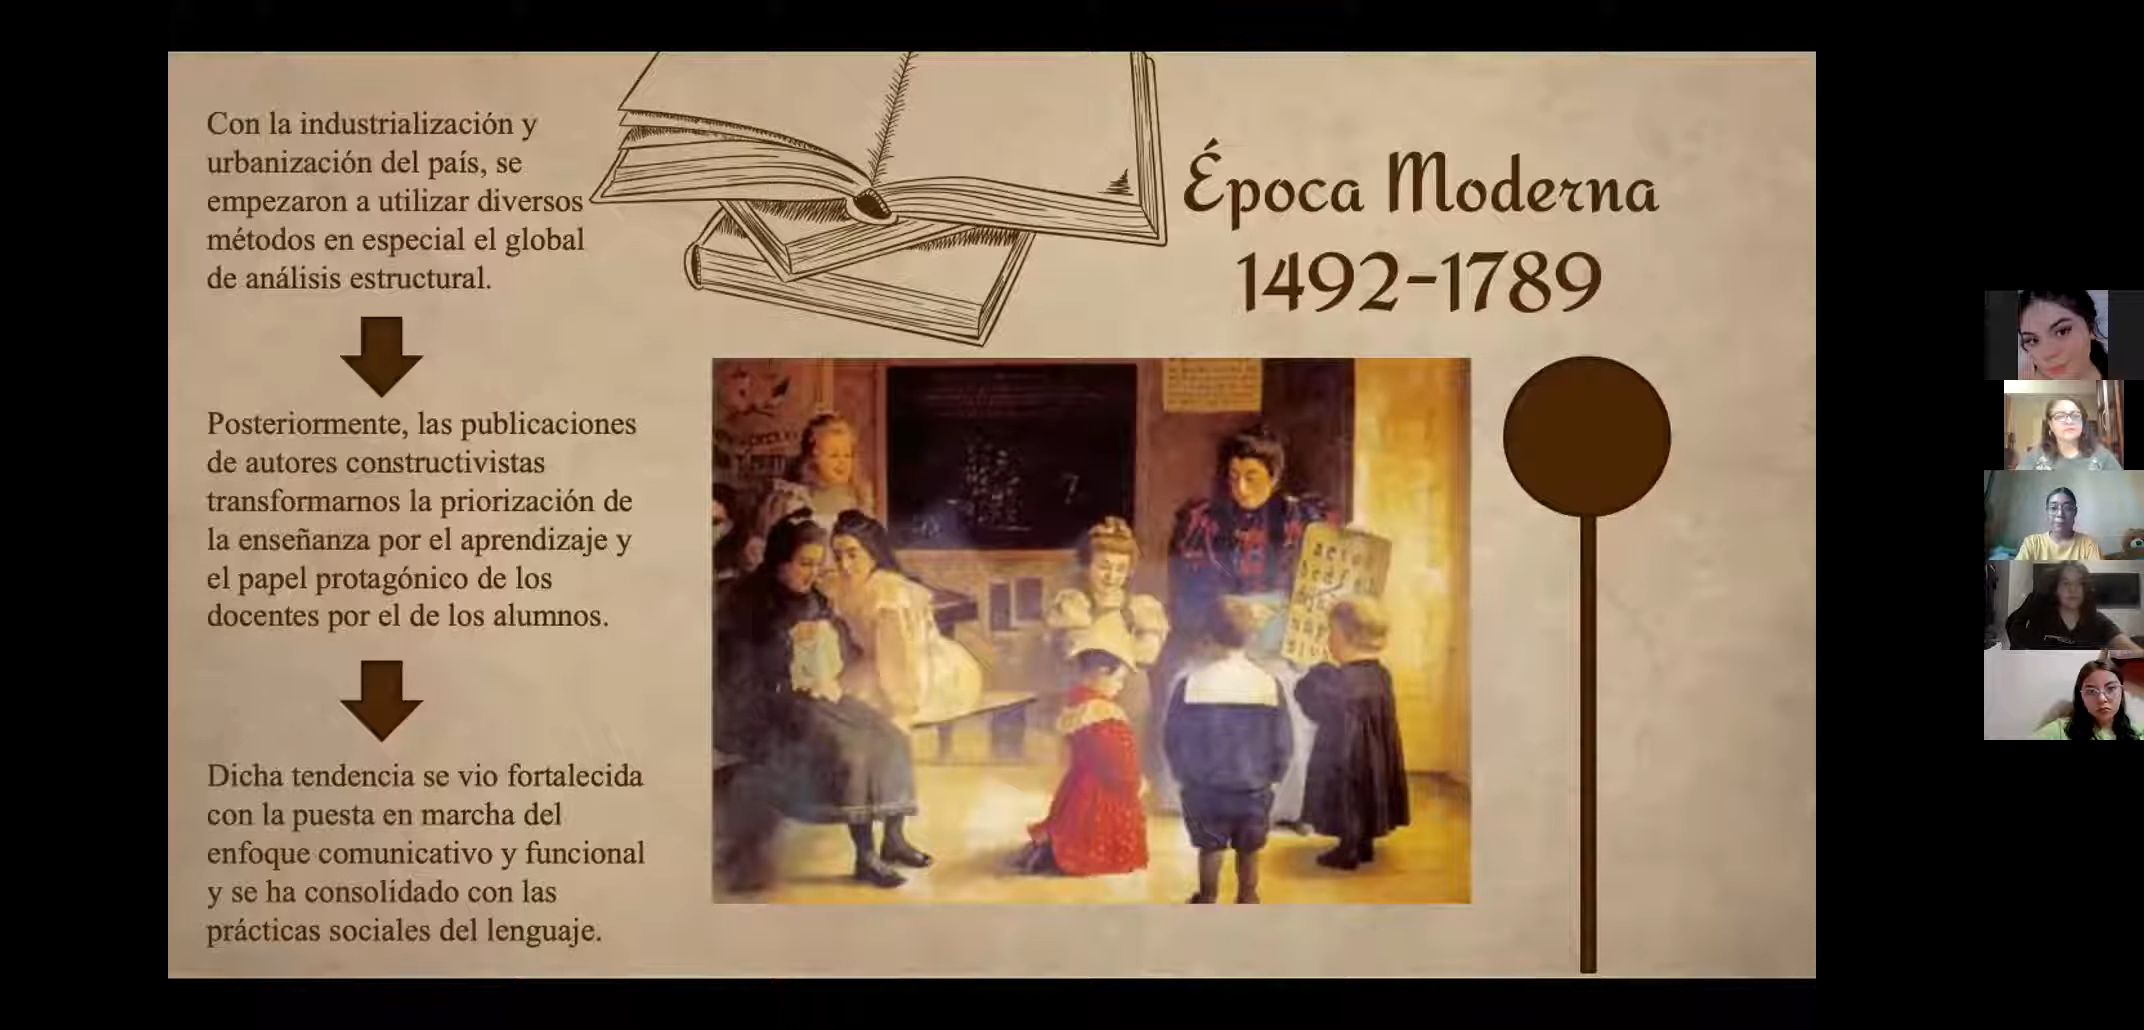 Con la industrialización y
urbanización del país, se
empezaron a utilizar diversos
métodos en especial el global
de análisis estructural.
Posteriormente, las publicaciones
de autores constructivistas
transformarnos la priorización de
la enseñanza por el aprendizaje y
el papel protagónico de los
docentes por el de los alumnos.
Dicha tendencia se vio fortalecida
con la puesta en marcha del
enfoque comunicativo y funcional
y se ha consolidado con las
prácticas sociales del lenguaje.
Época Moderna
1492-1789
7